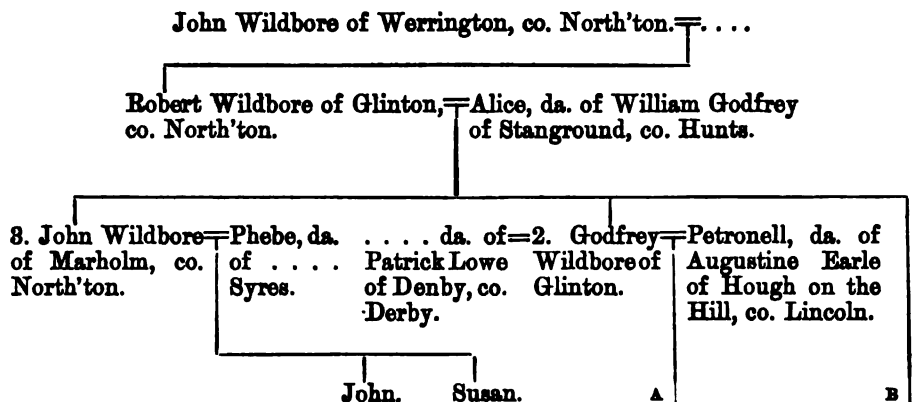 John Wildbore of Werrington, co. North'ton.=. . . .
Robert Wildbore of Glinton,=Alice, da. of William Godfrey
co. North'ton. of Stanground, co. Hunts.
3. John Wildbore=Phebe, da. . . . . da. of=2. Godfrey=Petronell, da. of
of Marholm, co. of . . . . Patrick Lowe Wildbore of Augustine Earle
North'ton. Syres. of Denby, co. Glinton. of Hough on the
Derby. Hill, co. Lincoln.
John. Susan. A B